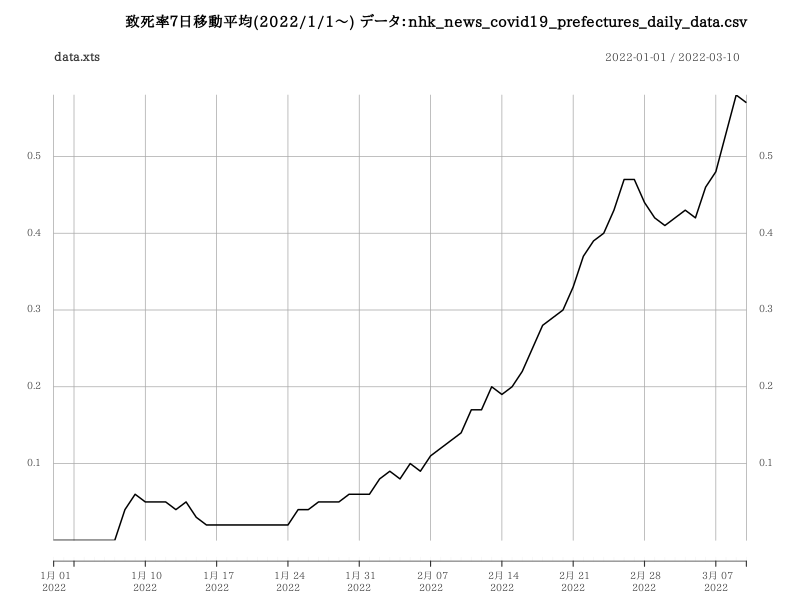 致死率7日移動平均(2022/1/1〜) データ:nhk_news_covid19_prefectures_daily_data.csv
data.xts 2022-01-01 / 2022-03-10
0.5 0.5
0.4 0.4
0.3 0.3
0.2 0.2
0.1 0.1
1月 01 1月 10 1月 17 1月 24 1月 31 2月 07 2月 14 2月 21 2月 28 3月 07
2022 2022 2022 2022 2022 2022 2022 2022 2022 2022